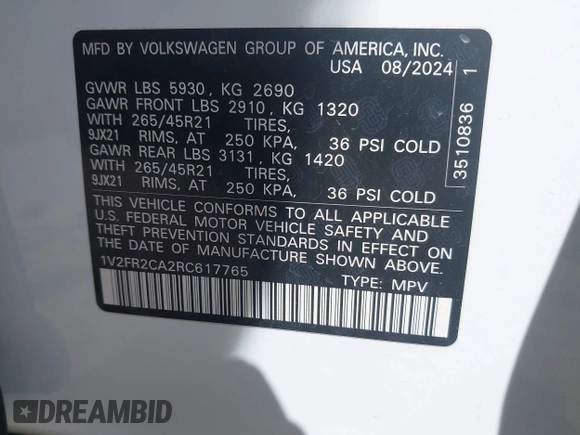 MFD BY VOLKSWAGEN GROUP OF AMERICA, INC.
USA 08/2024
GVWR LBS 5930, KG 2690
GAWR FRONT LBS 2910, KG 1320
WITH 265/45R21 TIRES,
9JX21 RIMS, AT 250 KPA, 36 PSI COLD
GAWR REAR LBS 3131, KG 1420
WITH 265/45R21 TIRES,
9JX21 RIMS, AT 250 KPA, 36 PSI COLD
THIS VEHICLE CONFORMS TO ALL APPLICABLE
U.S. FEDERAL MOTOR VEHICLE SAFETY AND
THEFT PREVENTION STANDARDS IN EFFECT ON
THE DATE OF MANUFACTURE SHOWN ABOVE.
1V2FR2CA2RC617765
TYPE: MPV
3510836 1
DREAMBID